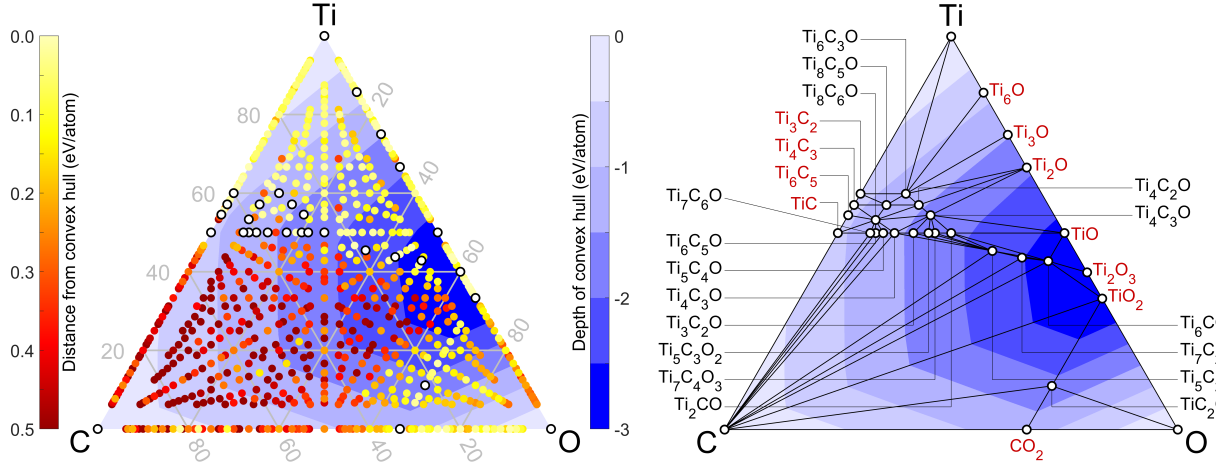 Ti
0.0
0.1
0.2
0.3
0.4
0.5
Distance from convex hull (eV/atom)
80
60
40
20
20
40
60
80
80
60
40
20
C
O
0
-1
-2
-3
Depth of convex hull (eV/atom)
Ti
Ti₆C₃O
Ti₈C₅O
Ti₈C₆O
Ti₃C₂
Ti₄C₃
Ti₆C₅
TiC
Ti₇C₆O
Ti₆C₅O
Ti₅C₄O
Ti₄C₃O
Ti₃C₂O
Ti₅C₃O₂
Ti₇C₄O₃
Ti₂CO
Ti₆O
Ti₃O
Ti₂O
Ti₄C₂O
Ti₄C₃O
TiO
Ti₂O₃
TiO₂
C
CO₂
O